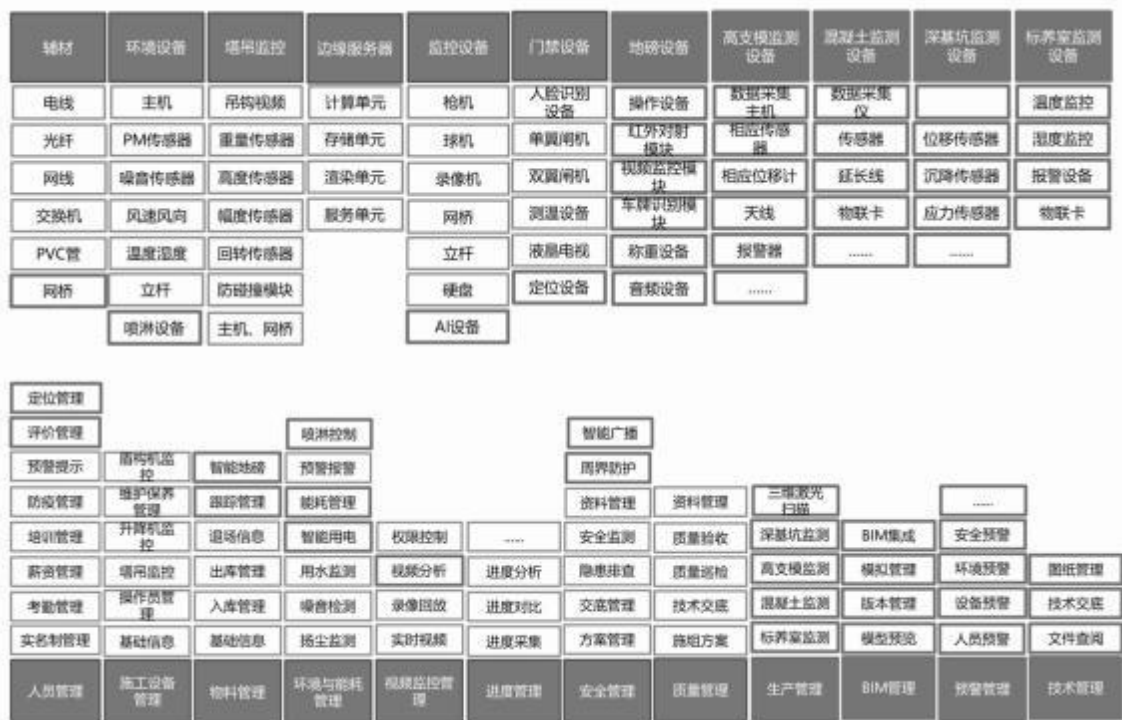 辅材 环境设备 塔吊监控 边缘服务器 监控设备 门禁设备 地磅设备 高支模监测设备 混凝土监测设备 深基坑监测设备 标养室监测设备
电线 主机 吊钩视频 计算单元 枪机 人脸识别设备 操作设备 数据采集主机 数据采集仪 温度监控
光纤 PM传感器 重量传感器 存储单元 球机 单翼闸机 红外对射模块 相应传感器 传感器 位移传感器 湿度监控
网线 噪音传感器 高度传感器 渲染单元 录像机 双翼闸机 视频监控模块 相应位移计 延长线 沉降传感器 报警设备
交换机 风速风向 幅度传感器 服务单元 网桥 测温设备 车牌识别模块 天线 物联卡 应力传感器 物联卡
PVC管 温度湿度 回转传感器 立杆 液晶电视 称重设备 报警器 ...... ......
网桥 立杆 防碰撞模块 硬盘 定位设备 音频设备 ......
喷淋设备 主机、网桥 AI设备
定位管理
评价管理 喷淋控制 智能广播
预警提示 盾构机监控 智能地磅 预警报警 周界防护
防疫管理 维护保养管理 跟踪管理 能耗管理 资料管理 资料管理 三维激光扫描 ......
培训管理 升降机监控 退场信息 智能用电 权限控制 ...... 安全监测 质量验收 深基坑监测 BIM集成 安全预警
薪资管理 塔吊监控 出库管理 用水监测 视频分析 进度分析 隐患排查 质量巡检 高支模监测 模拟管理 环境预警 图纸管理
考勤管理 操作员管理 入库管理 噪音检测 录像回放 进度对比 交底管理 技术交底 混凝土监测 版本管理 设备预警 技术交底
实名制管理 基础信息 基础信息 扬尘监测 实时视频 进度采集 方案管理 施组方案 标养室监测 模型预览 人员预警 文件查阅
人员管理 施工设备管理 物料管理 环境与能耗管理 视频监控管理 进度管理 安全管理 质量管理 生产管理 BIM管理 预警管理 技术管理